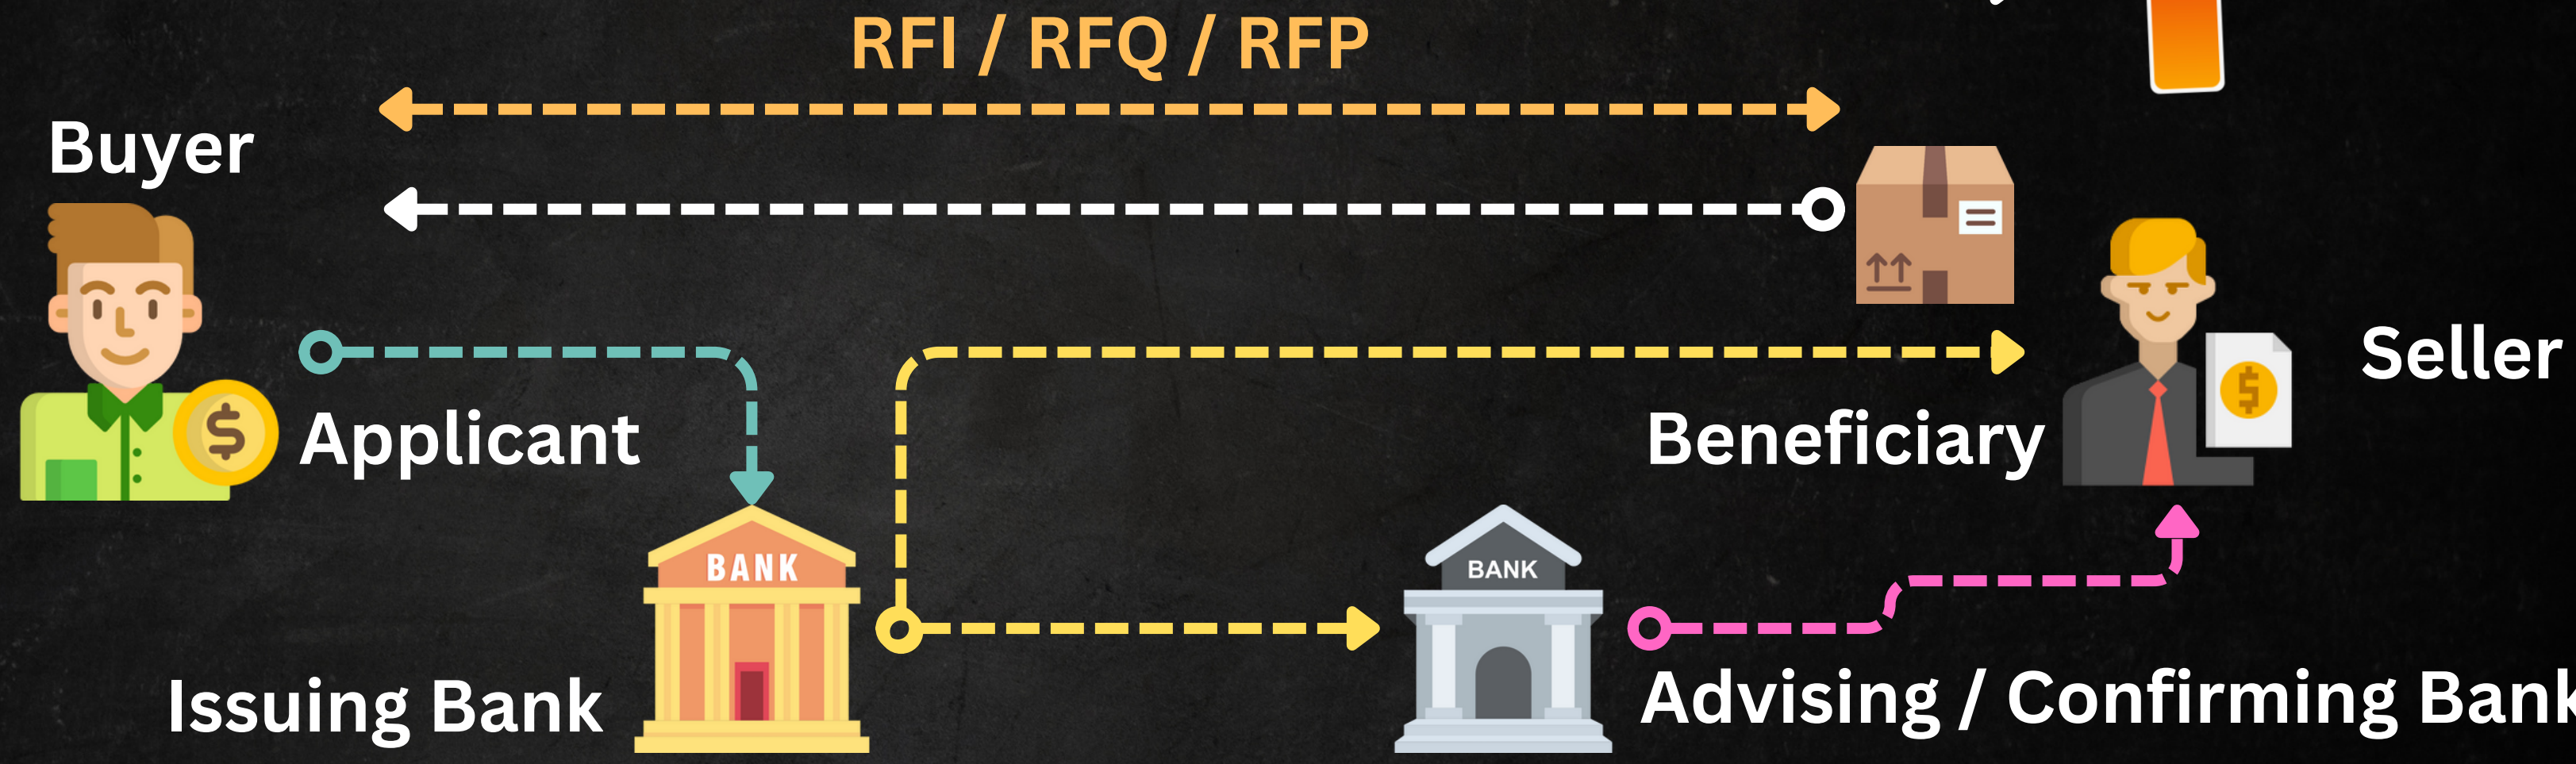 RFI / RFQ / RFP
Buyer
Seller
Applicant
Beneficiary
BANK
BANK
$
$
Issuing Bank
Advising / Confirming Bank